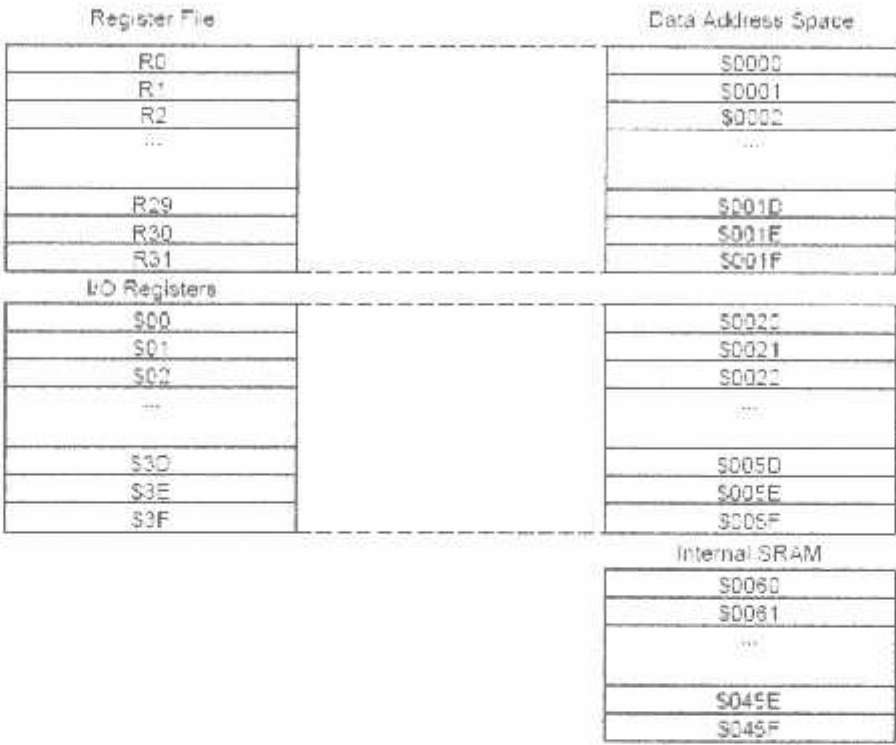 Register File Data Address Space
R0 $0000
R1 $0001
R2 $0002
... ...
R29 $001D
R30 $001E
R31 $001F
I/O Registers
$00 $0020
$01 $0021
$02 $0022
... ...
$3D $005D
$3E $005E
$3F $005F
Internal SRAM
$0060
$0061
...
$045E
$045F